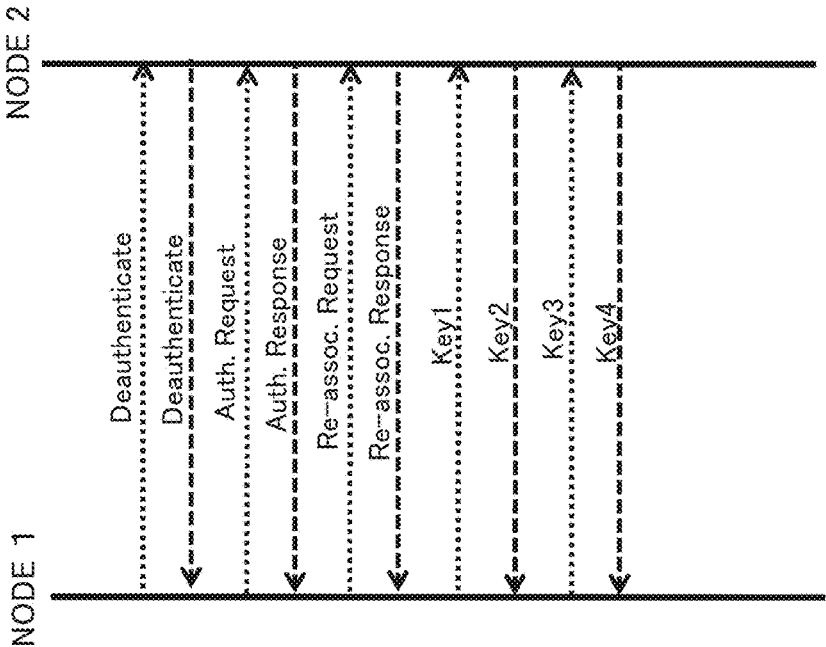 NODE 1
NODE 2
Deauthenticate
Deauthenticate
Auth. Request
Auth. Response
Re-assoc. Request
Re-assoc. Response
Key1
Key2
Key3
Key4